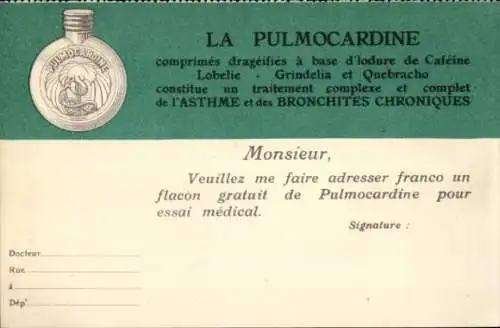 PULMOCARDINE
LA PULMOCARDINE
comprimés dragéifiés à base d'Iodure de Caféine
Lobelie - Grindelia et Quebracho
constitue un traitement complexe et complet
de l'ASTHME et des BRONCHITES CHRONIQUES
Monsieur,
Veuillez me faire adresser franco un
flacon gratuit de Pulmocardine pour
essai médical.
Signature :
Docteur
Rue
à
Dép'